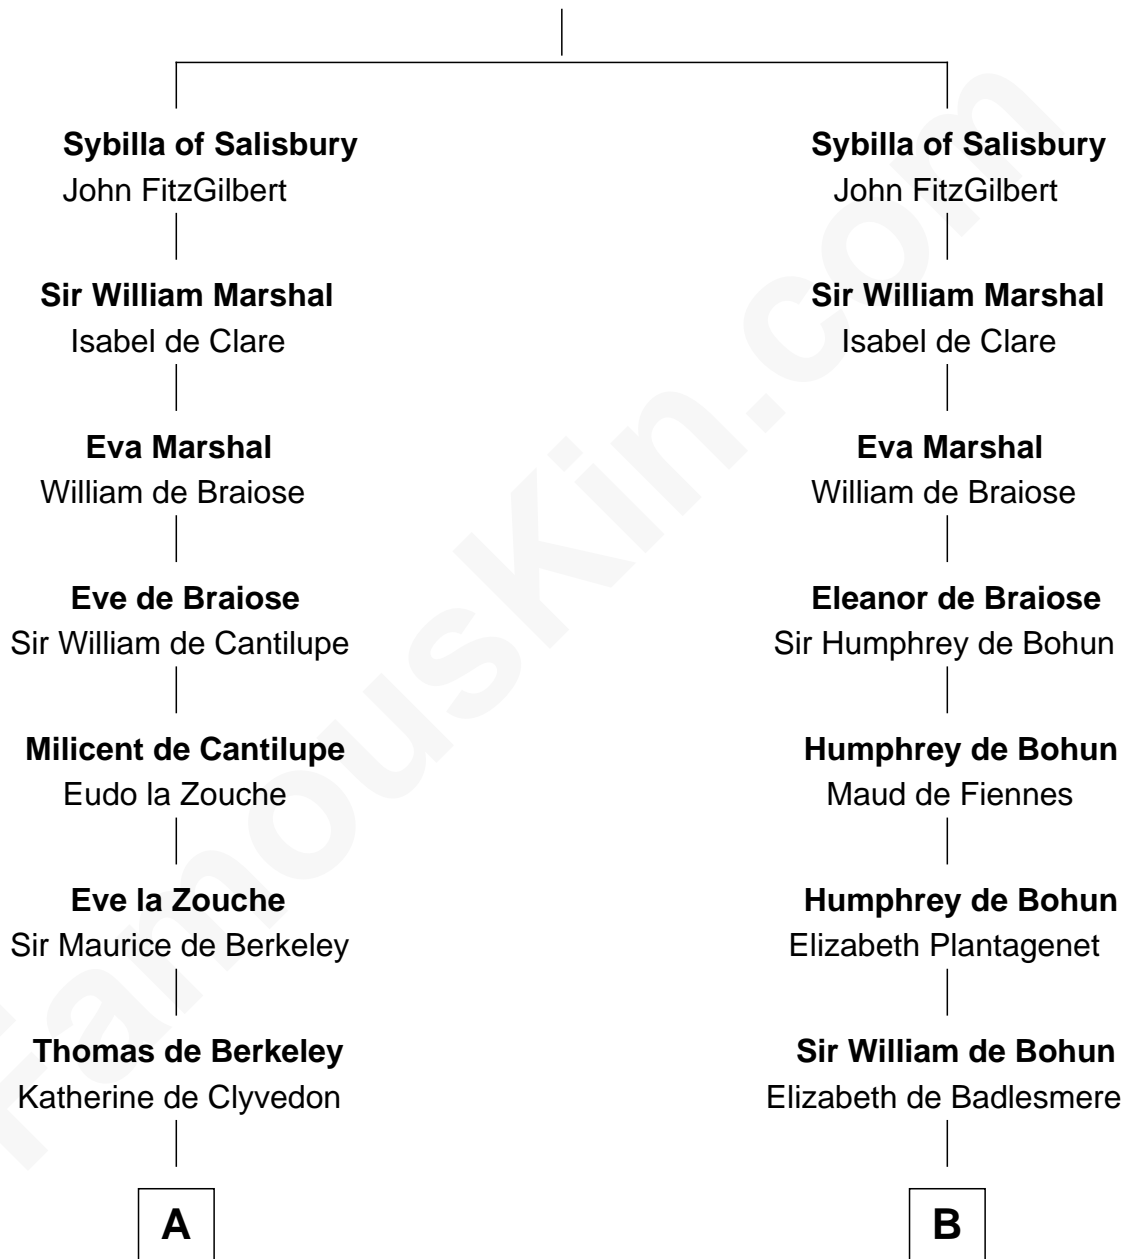 Sybilla of Salisbury
John FitzGilbert
Sir William Marshal
Isabel de Clare
Eva Marshal
William de Braiose
Eve de Braiose
Sir William de Cantilupe
Milicent de Cantilupe
Eudo la Zouche
Eve la Zouche
Sir Maurice de Berkeley
Thomas de Berkeley
Katherine de Clyvedon
A
Sybilla of Salisbury
John FitzGilbert
Sir William Marshal
Isabel de Clare
Eva Marshal
William de Braiose
Eleanor de Braiose
Sir Humphrey de Bohun
Humphrey de Bohun
Maud de Fiennes
Humphrey de Bohun
Elizabeth Plantagenet
Sir William de Bohun
Elizabeth de Badlesmere
B
FamousKin.com